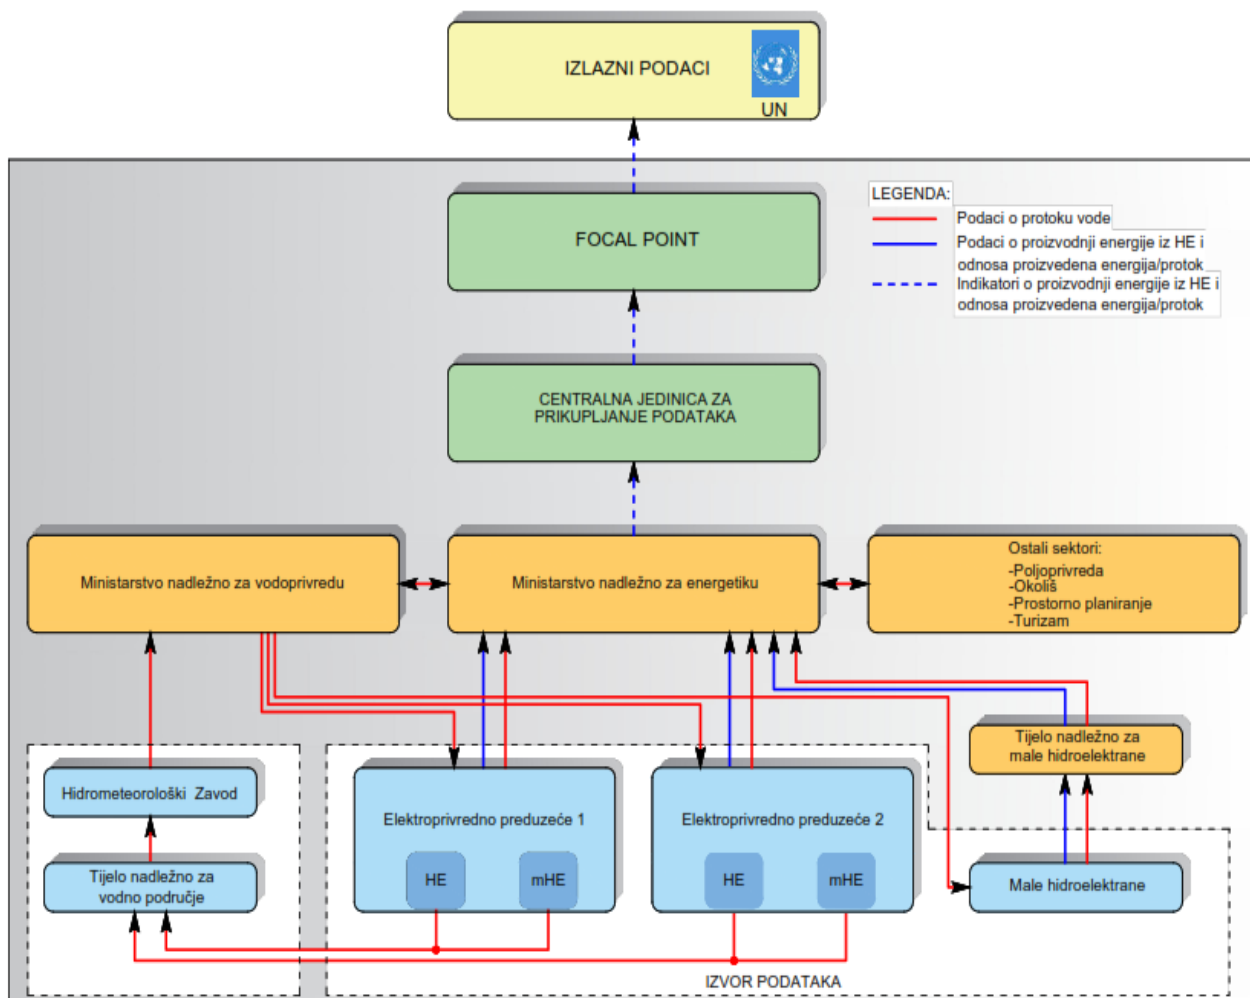 IZLAZNI PODACI
UN
LEGENDA:
Podaci o protoku vode
Podaci o proizvodnji energije iz HE i
odnosa proizvedena energija/protok
Indikatori o proizvodnji energije iz HE i
odnosa proizvedena energija/protok
FOCAL POINT
CENTRALNA JEDINICA ZA
PRIKUPLJANJE PODATAKA
Ministarstvo nadležno za vodoprivredu
Ministarstvo nadležno za energetiku
Ostali sektori:
-Poljoprivreda
-Okoliš
-Prostorno planiranje
-Turizam
Tijelo nadležno za
male hidroelektrane
Hidrometeorološki Zavod
Tijelo nadležno za
vodno područje
Elektroprivredno preduzeće 1
HE
mHE
Elektroprivredno preduzeće 2
HE
mHE
Male hidroelektrane
IZVOR PODATAKA